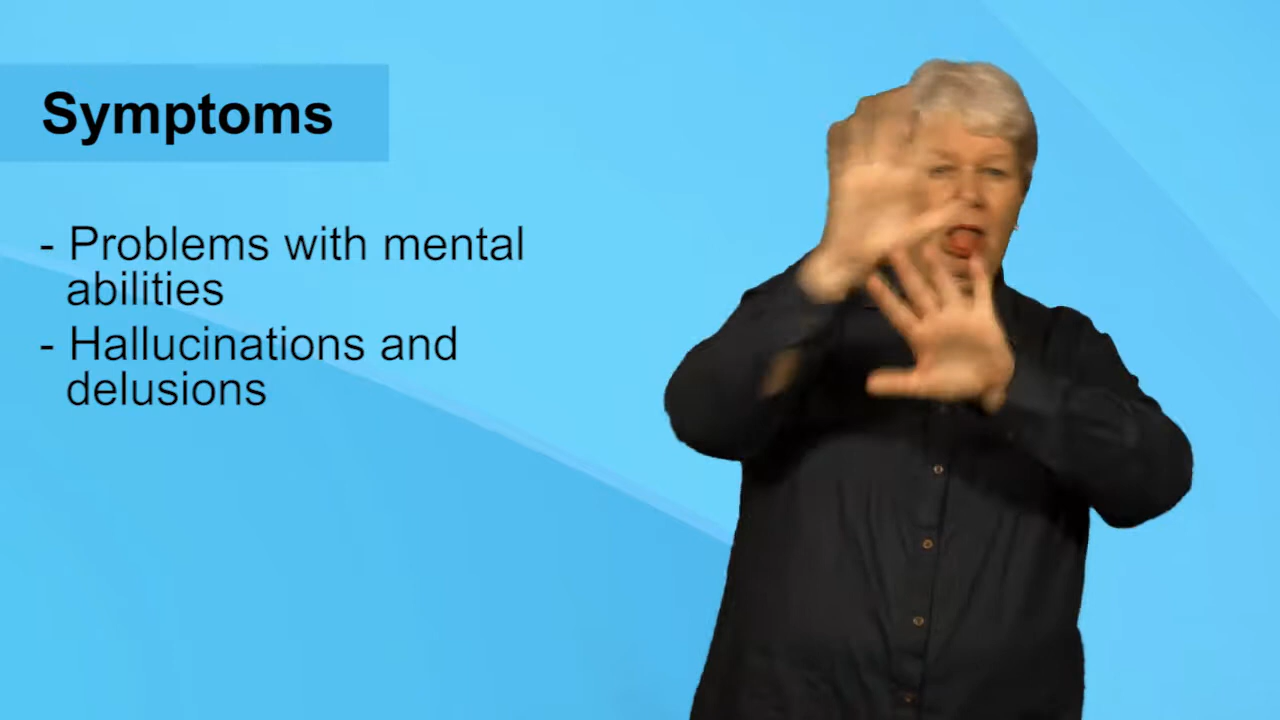 Symptoms
- Problems with mental
abilities
- Hallucinations and
delusions